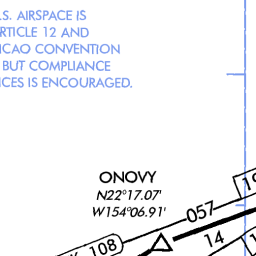 .S. AIRSPACE IS
RTICLE 12 AND
ICAO CONVENTION
BUT COMPLIANCE
CES IS ENCOURAGED.
ONOVY
N22°17.07'
W154°06.91'
057
19
14
108